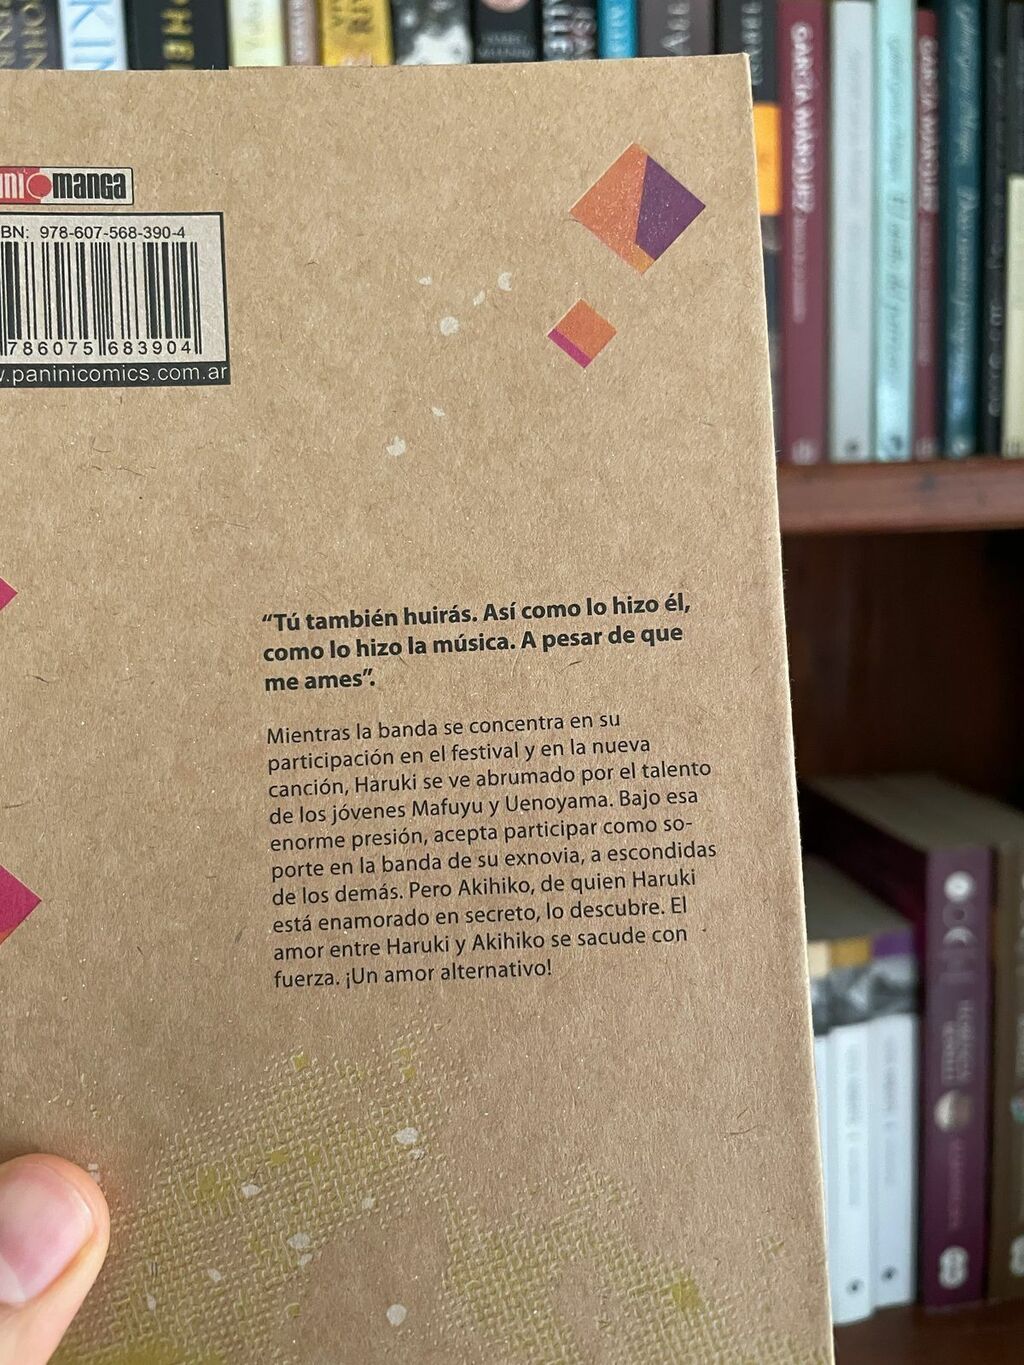 manga
978-607-568-390-4
786075 683904
.paninicomics.com.ar
“Tú también huirás. Así como lo hizo él,
como lo hizo la música. A pesar de que
me ames”.
Mientras la banda se concentra en su
participación en el festival y en la nueva
canción, Haruki se ve abrumado por el talento
de los jóvenes Mafuyu y Uenoyama. Bajo esa
enorme presión, acepta participar como so-
porte en la banda de su exnovia, a escondidas
de los demás. Pero Akihiko, de quien Haruki
está enamorado en secreto, lo descubre. El
amor entre Haruki y Akihiko se sacude con
fuerza. ¡Un amor alternativo!
GARCÍA MÁRQUEZ
GARCÍA MÁRQUEZ